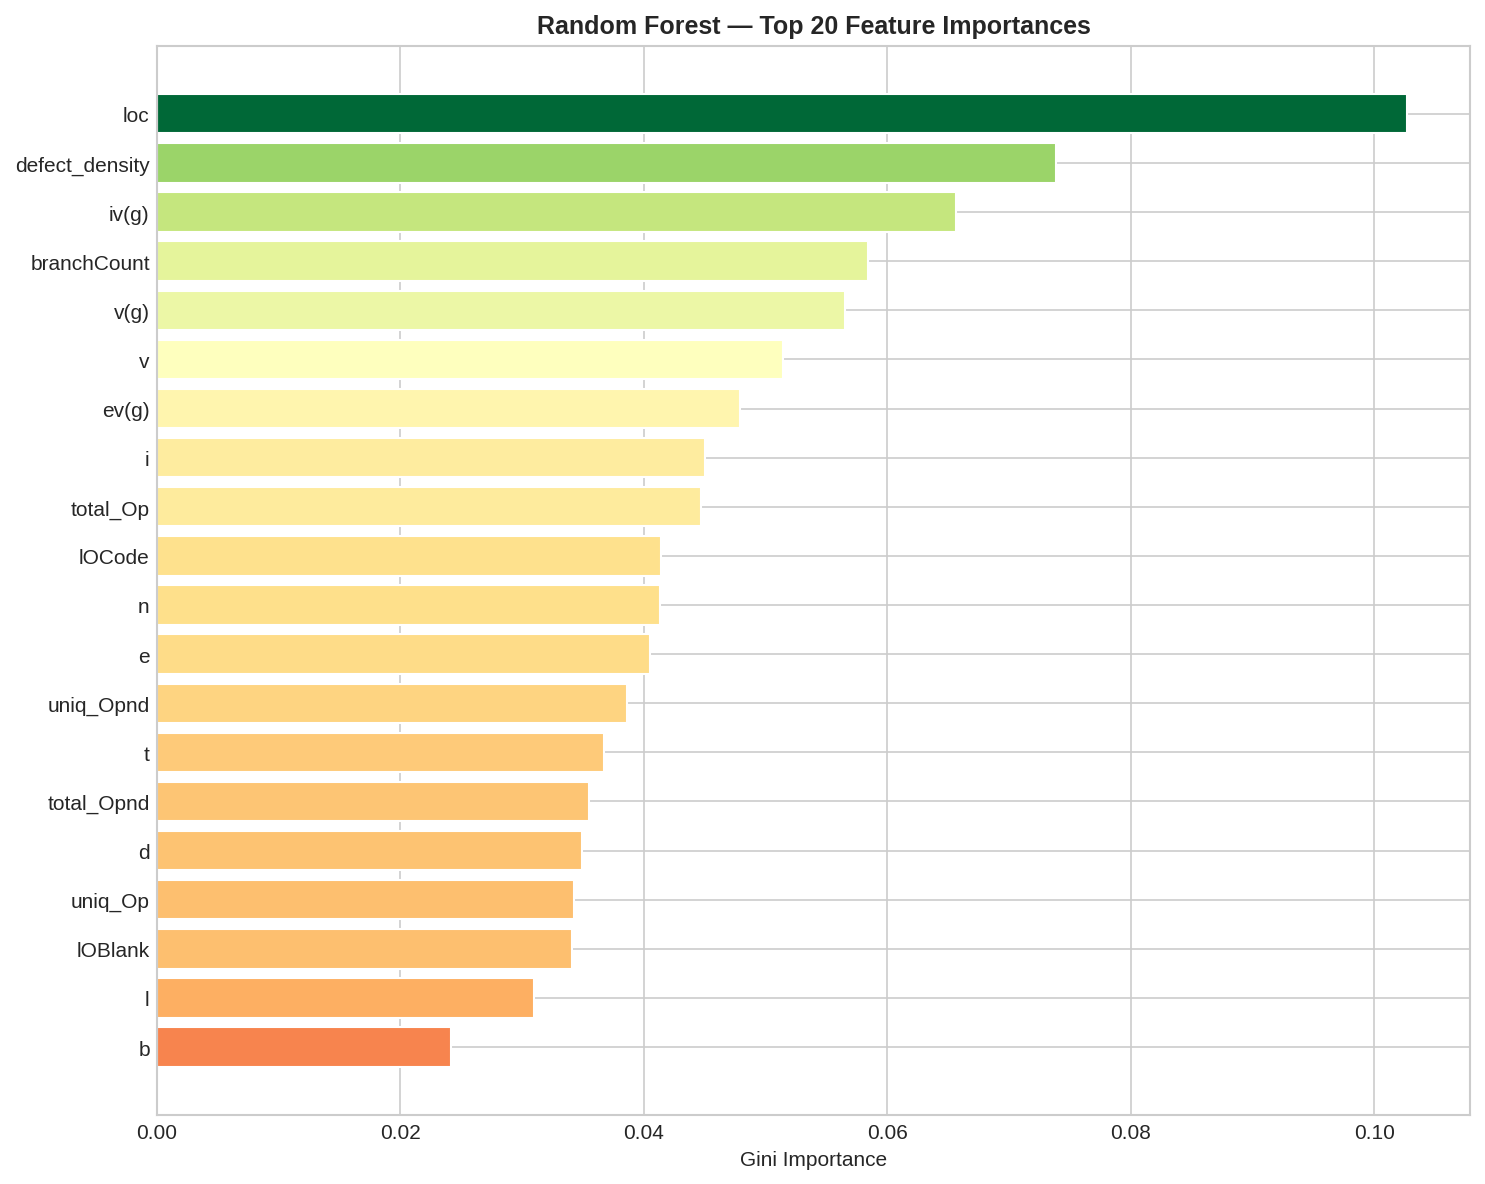 Random Forest — Top 20 Feature Importances
loc
defect_density
iv(g)
branchCount
v(g)
v
ev(g)
i
total_Op
lOCode
n
e
uniq_Opnd
t
total_Opnd
d
uniq_Op
lOBlank
l
b
0.00 0.02 0.04 0.06 0.08 0.10
Gini Importance